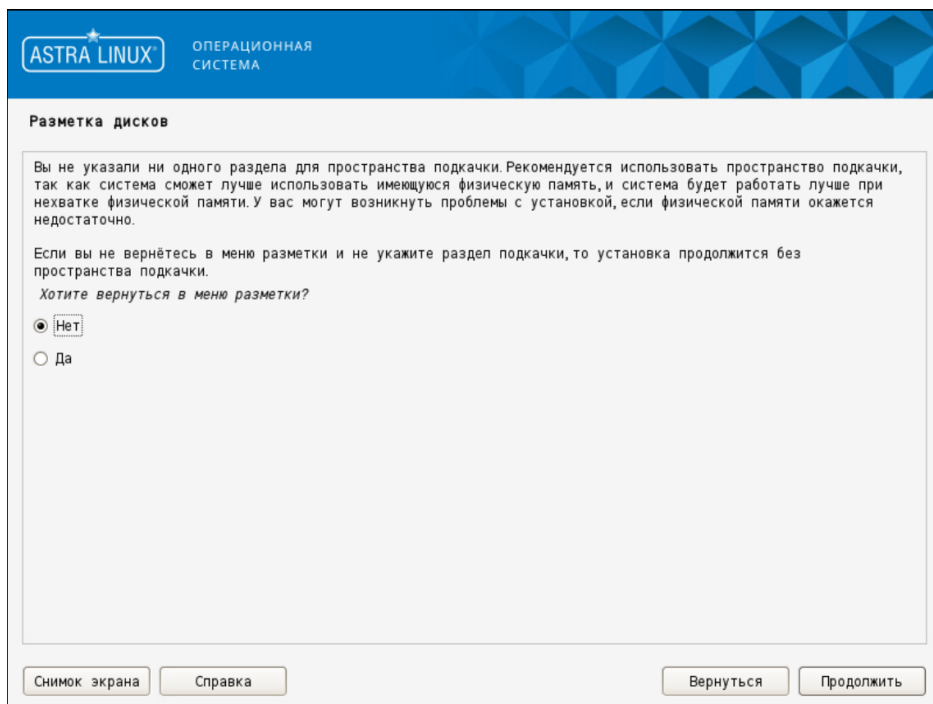 ASTRA LINUX®
ОПЕРАЦИОННАЯ
СИСТЕМА
Разметка дисков
Вы не указали ни одного раздела для пространства подкачки. Рекомендуется использовать пространство подкачки,
так как система сможет лучше использовать имеющуюся физическую память, и система будет работать лучше при
нехватке физической памяти. У вас могут возникнуть проблемы с установкой, если физической памяти окажется
недостаточно.
Если вы не вернётесь в меню разметки и не укажите раздел подкачки, то установка продолжится без
пространства подкачки.
Хотите вернуться в меню разметки?
Нет
Да
Снимок экрана Справка Вернуться Продолжить